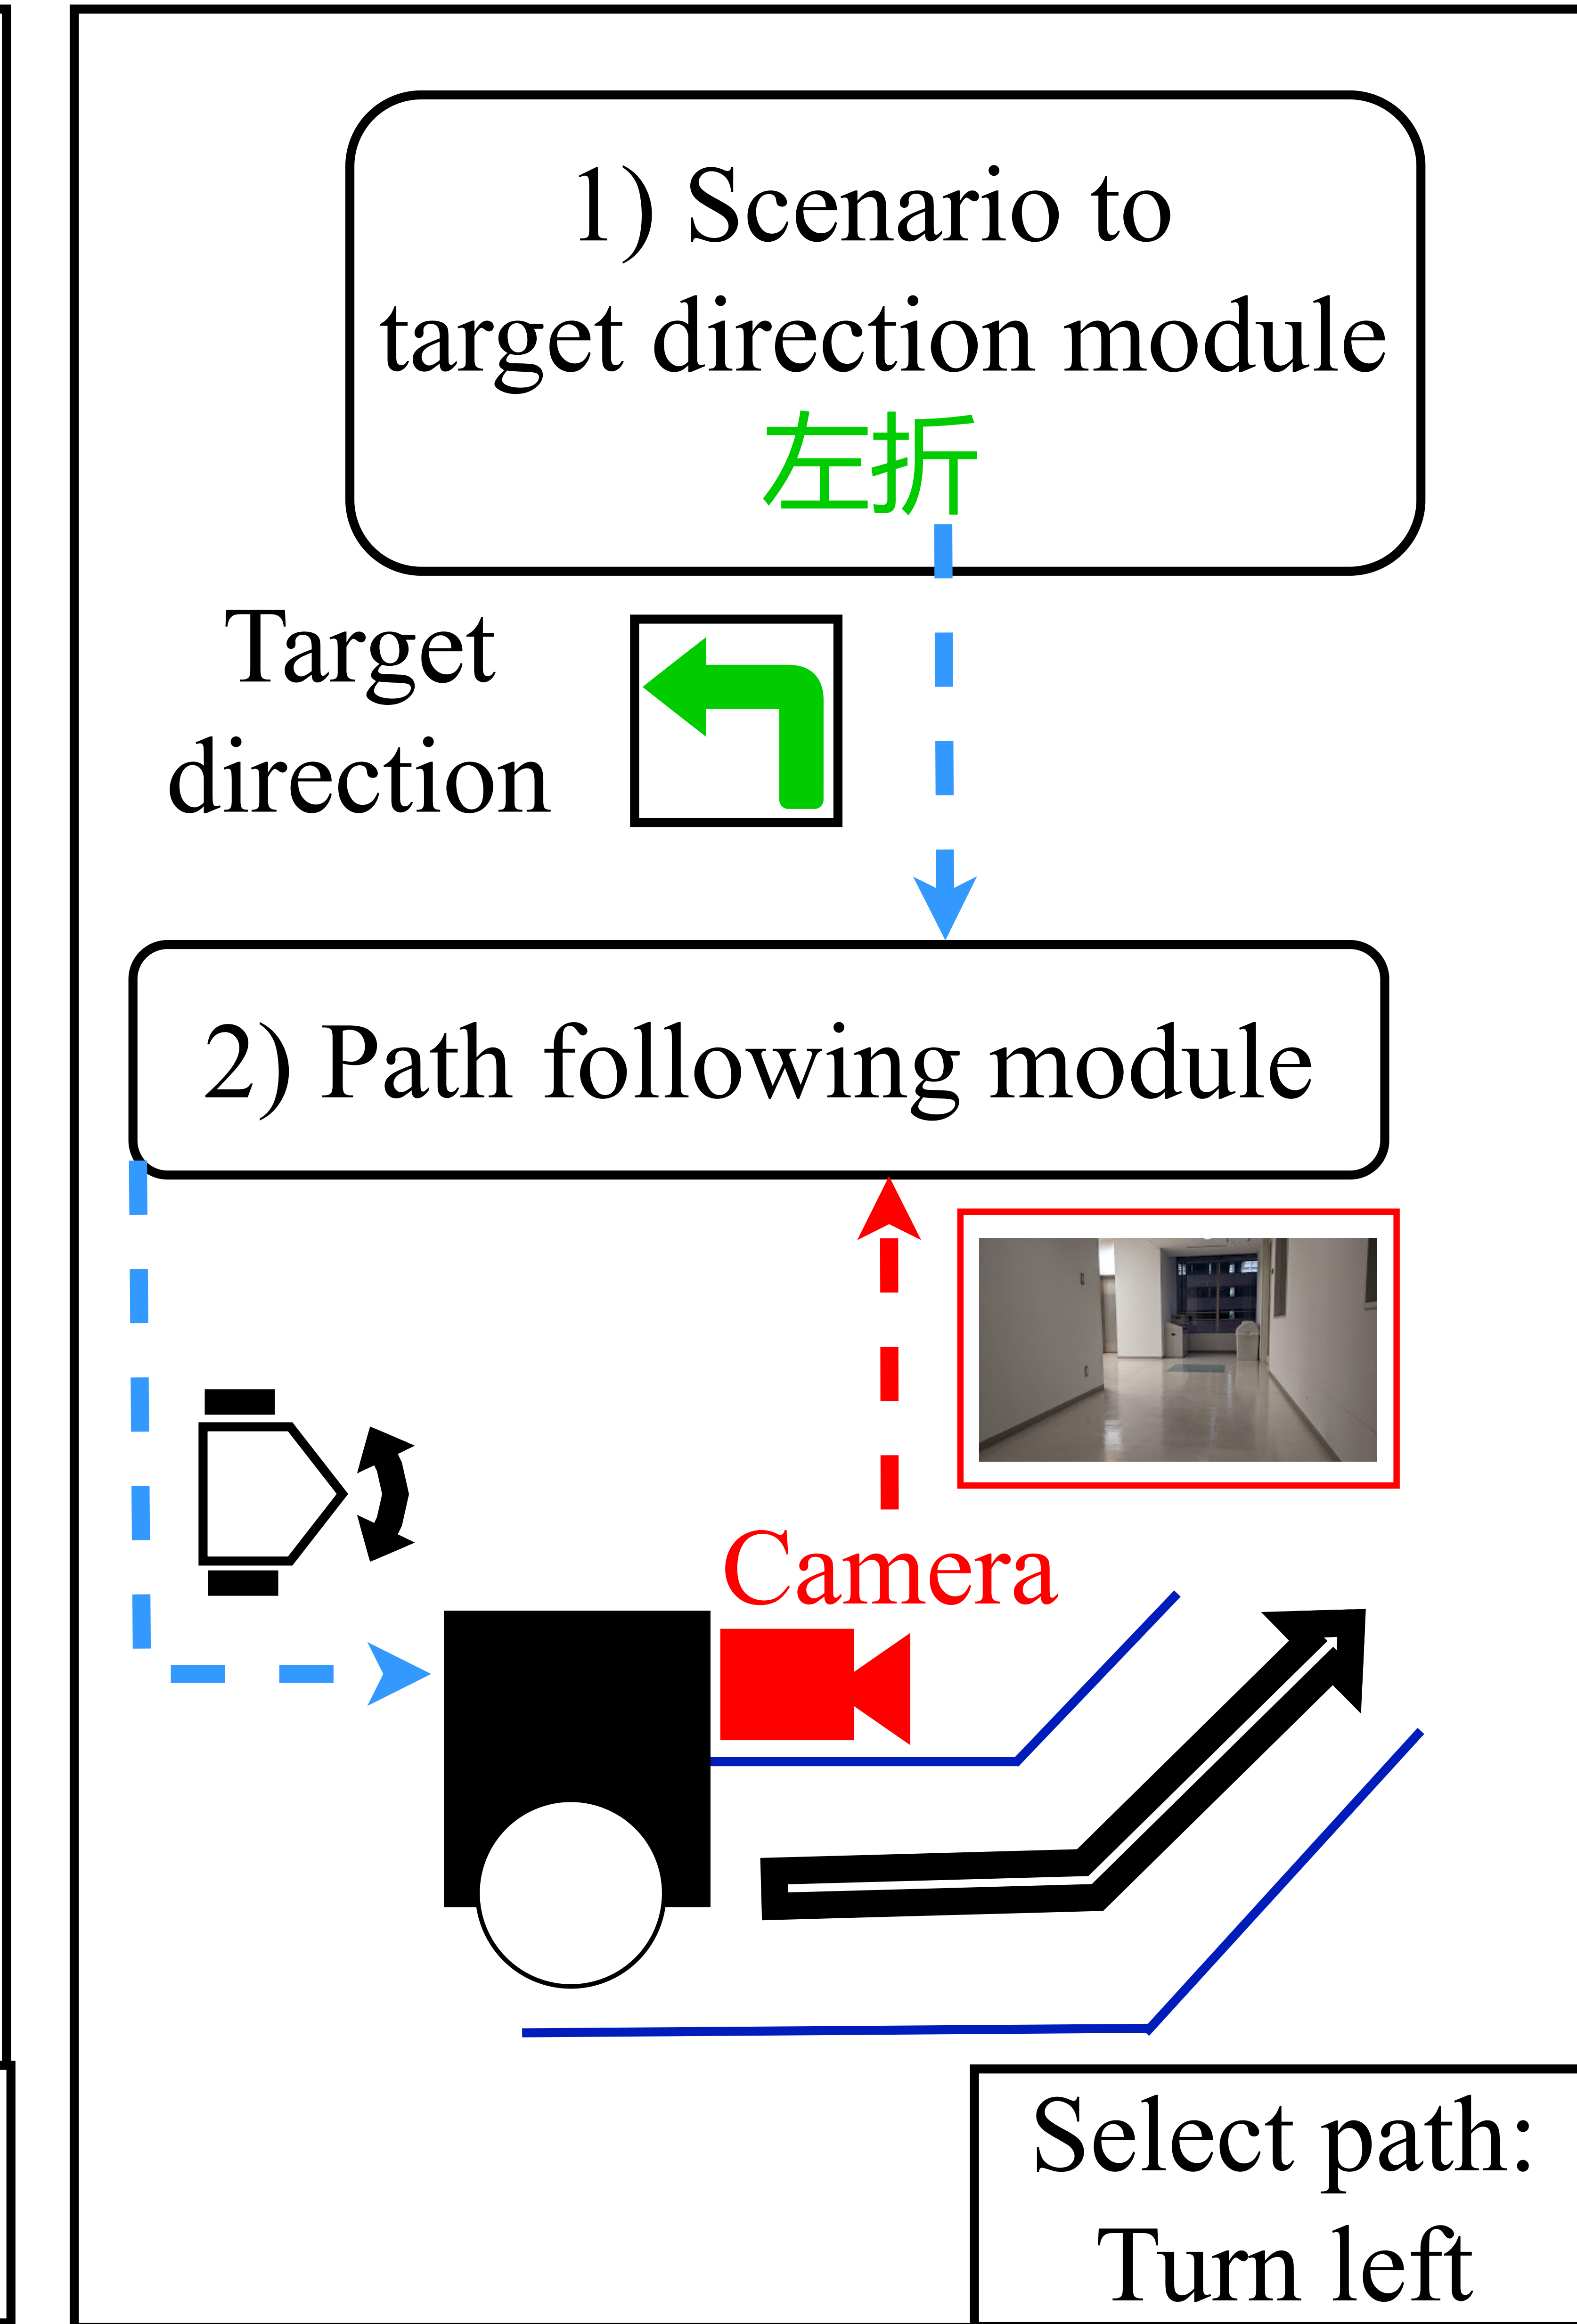 1) Scenario to
target direction module
左折
Target
direction
2) Path following module
Camera
Select path:
Turn left